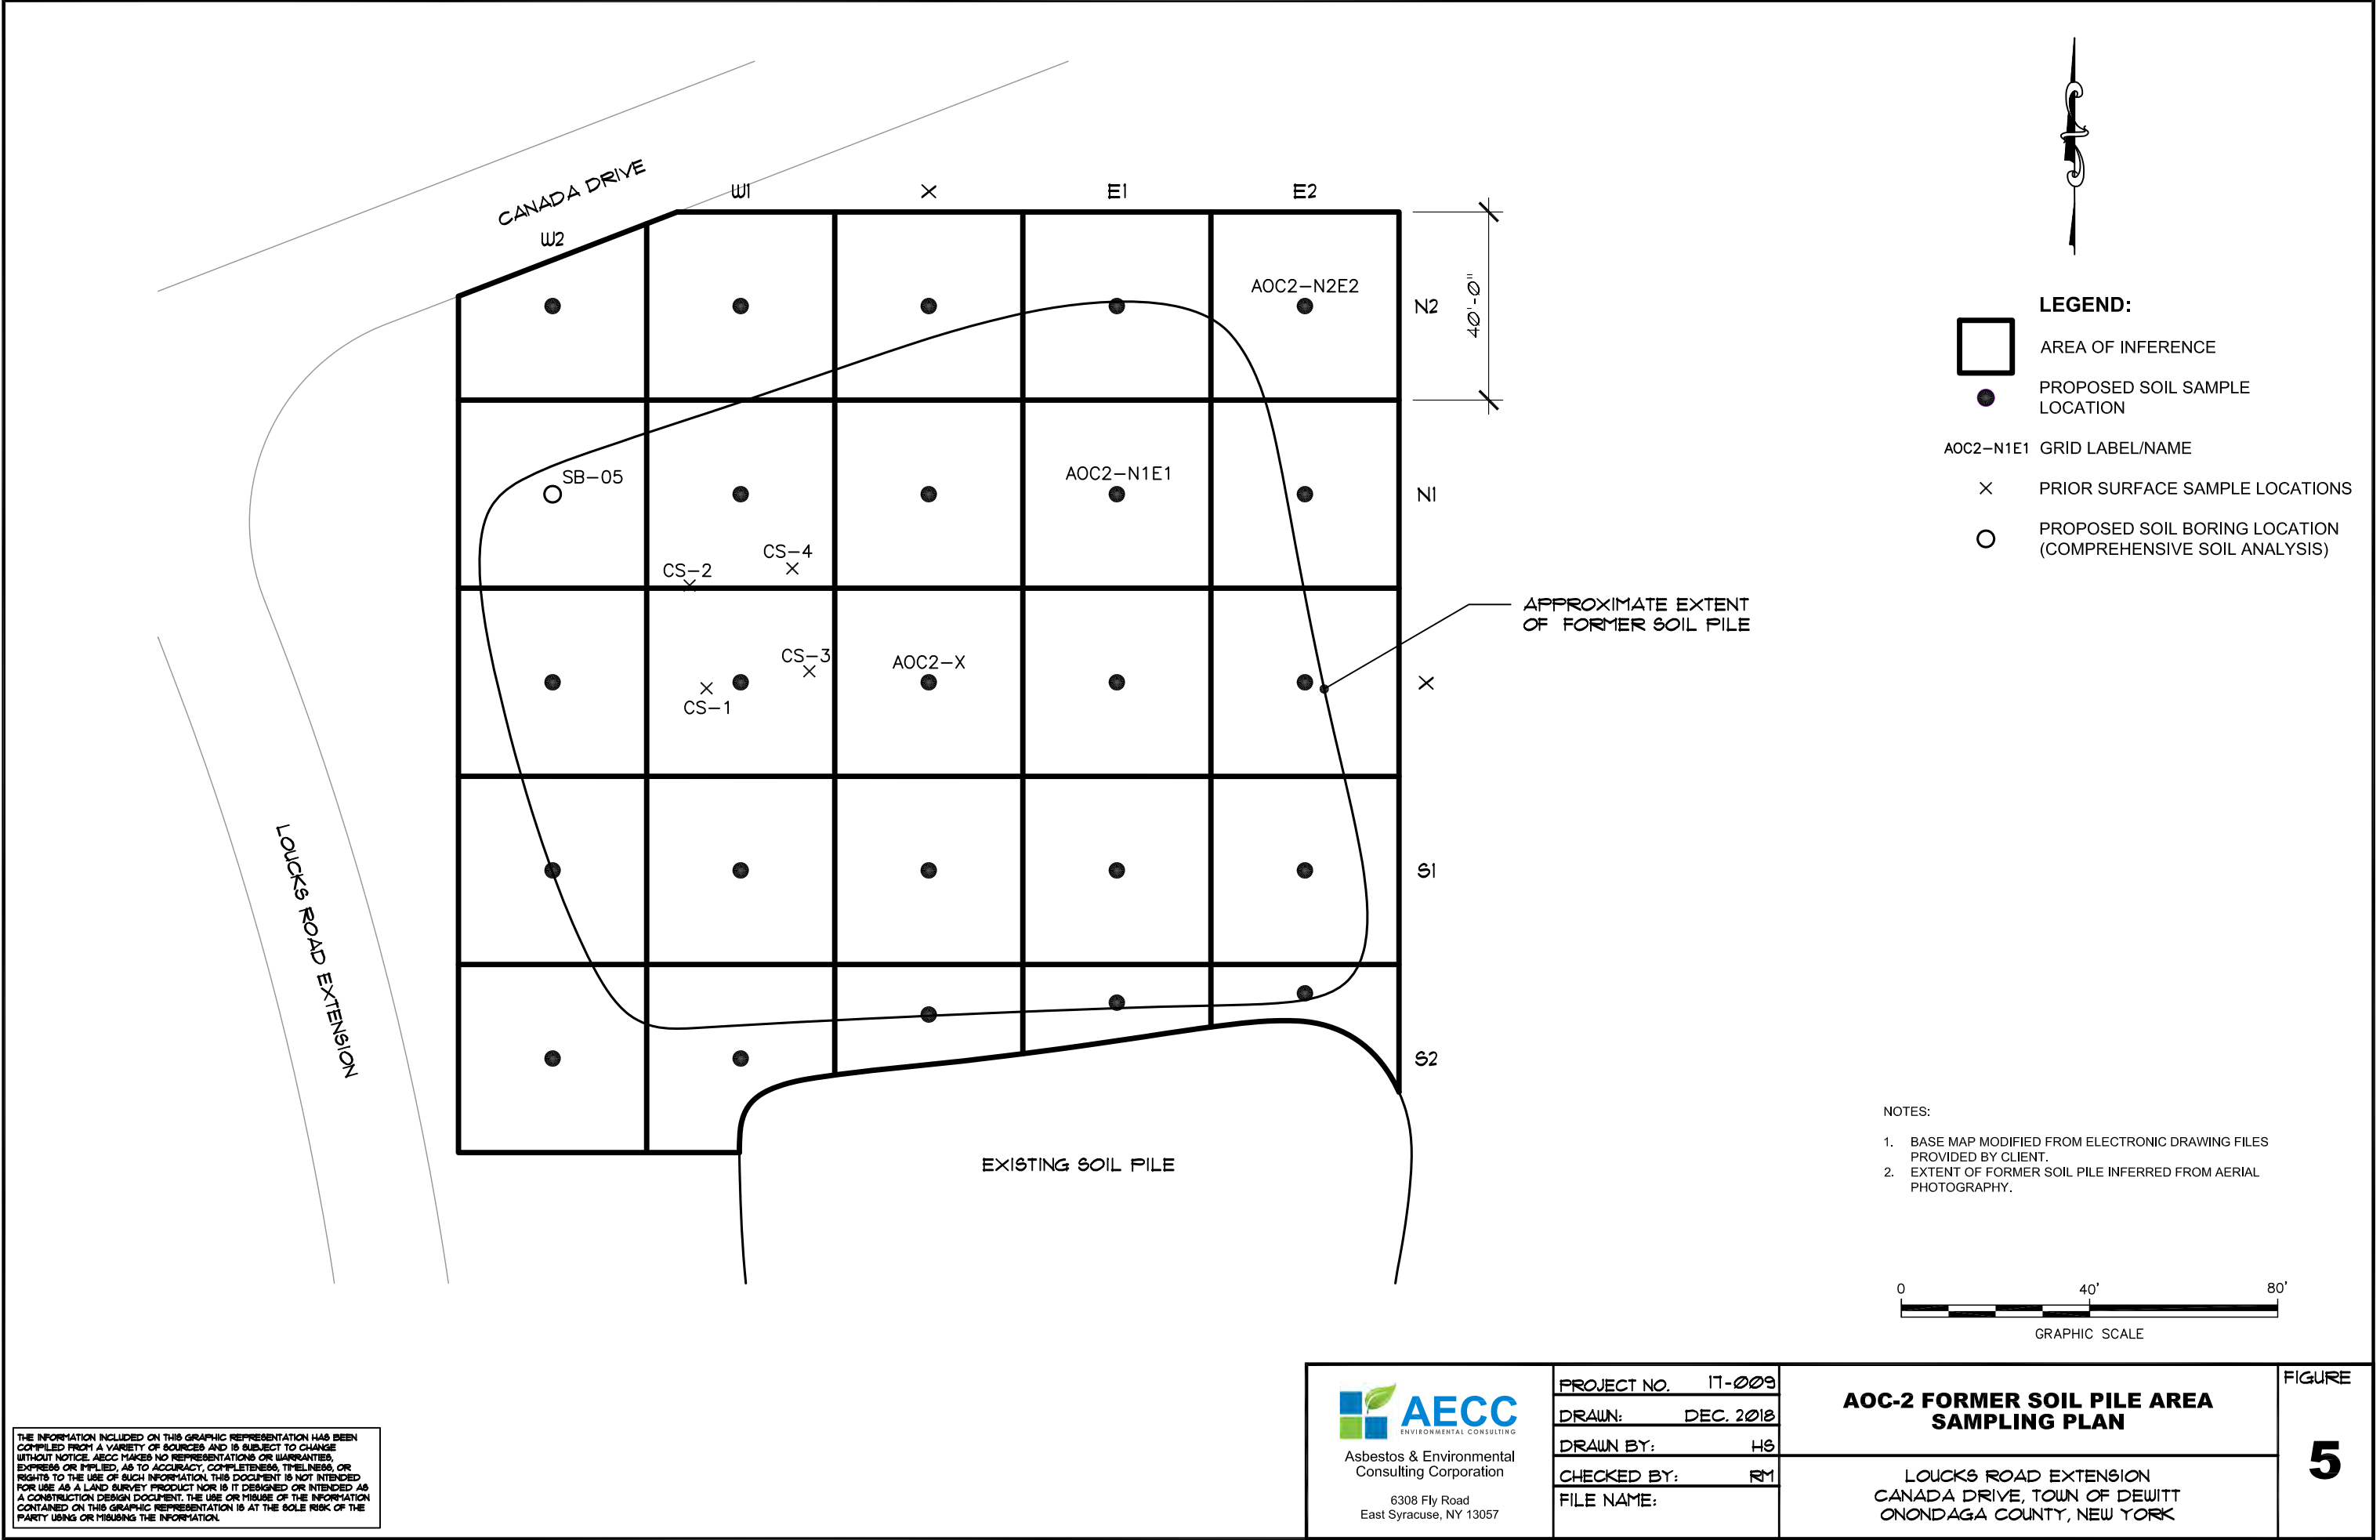 CANADA DRIVE
W2
W1
X
E1
E2
AOC2-N2E2
N2
40'-0"
SB-05
AOC2-N1E1
N1
CS-4
CS-2
CS-3
AOC2-X
CS-1
X
APPROXIMATE EXTENT
OF FORMER SOIL PILE
S1
S2
LOUCKS ROAD EXTENSION
EXISTING SOIL PILE
LEGEND:
AREA OF INFERENCE
PROPOSED SOIL SAMPLE
LOCATION
AOC2-N1E1 GRID LABEL/NAME
PRIOR SURFACE SAMPLE LOCATIONS
PROPOSED SOIL BORING LOCATION
(COMPREHENSIVE SOIL ANALYSIS)
NOTES:
1. BASE MAP MODIFIED FROM ELECTRONIC DRAWING FILES
PROVIDED BY CLIENT.
2. EXTENT OF FORMER SOIL PILE INFERRED FROM AERIAL
PHOTOGRAPHY.
0 40' 80'
GRAPHIC SCALE
THE INFORMATION INCLUDED ON THIS GRAPHIC REPRESENTATION HAS BEEN
COMPILED FROM A VARIETY OF SOURCES AND IS SUBJECT TO CHANGE
WITHOUT NOTICE. AECC MAKES NO REPRESENTATIONS OR WARRANTIES,
EXPRESS OR IMPLIED, AS TO ACCURACY, COMPLETENESS, TIMELINESS, OR
RIGHTS TO THE USE OF SUCH INFORMATION. THIS DOCUMENT IS NOT INTENDED
FOR USE AS A LAND SURVEY PRODUCT NOR IS IT DESIGNED OR INTENDED AS
A CONSTRUCTION DESIGN DOCUMENT. THE USE OR MISUSE OF THE INFORMATION
CONTAINED ON THIS GRAPHIC REPRESENTATION IS AT THE SOLE RISK OF THE
PARTY USING OR MISUSING THE INFORMATION.
AECC
ENVIRONMENTAL CONSULTING
Asbestos & Environmental
Consulting Corporation
6308 Fly Road
East Syracuse, NY 13057
PROJECT NO. 17-009
DRAWN: DEC. 2018
DRAWN BY: HS
CHECKED BY: RM
FILE NAME:
AOC-2 FORMER SOIL PILE AREA
SAMPLING PLAN
LOUCKS ROAD EXTENSION
CANADA DRIVE, TOWN OF DEWITT
ONONDAGA COUNTY, NEW YORK
FIGURE
5